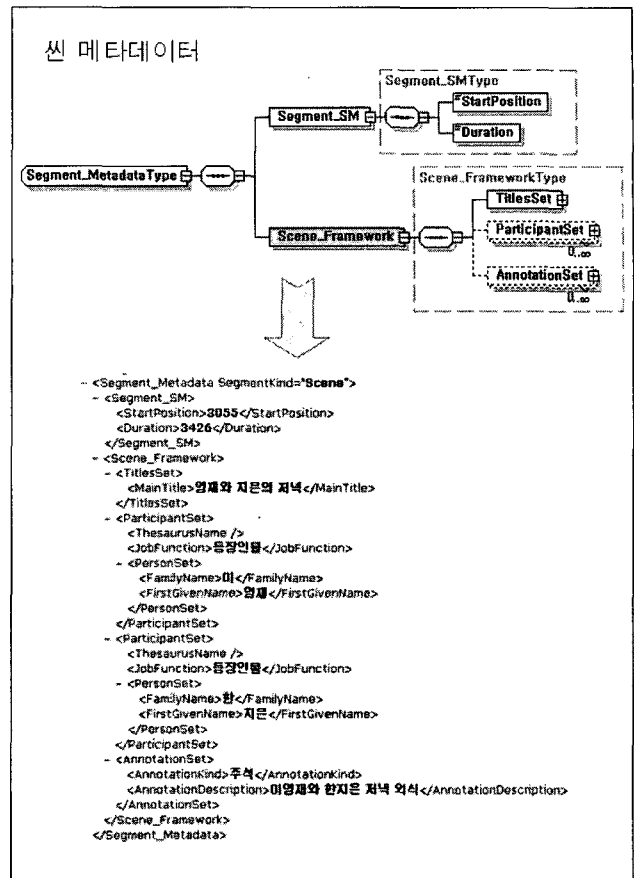 씬 메타데이터
Segment_SMType
StartPosition
Segment_SM
Duration
Segment_MetadataType
Scene_FrameworkType
TitlesSet
Scene_Framework
ParticipantSet
0..∞
AnnotationSet
0..∞
- <Segment_Metadata SegmentKind="Scene">
- <Segment_SM>
<StartPosition>3055</StartPosition>
<Duration>3426</Duration>
</Segment_SM>
- <Scene_Framework>
- <TitlesSet>
<MainTitle>영재와 지은의 저녁</MainTitle>
</TitlesSet>
- <ParticipantSet>
<ThesaurusName />
<JobFunction>등장인물</JobFunction>
- <PersonSet>
<FamilyName>이</FamilyName>
<FirstGivenName>영재</FirstGivenName>
</PersonSet>
</ParticipantSet>
- <ParticipantSet>
<ThesaurusName />
<JobFunction>등장인물</JobFunction>
- <PersonSet>
<FamilyName>한</FamilyName>
<FirstGivenName>지은</FirstGivenName>
</PersonSet>
</ParticipantSet>
- <AnnotationSet>
<AnnotationKind>주석</AnnotationKind>
<AnnotationDescription>이영재와 한지은 저녁 외식</AnnotationDescription>
</AnnotationSet>
</Scene_Framework>
</Segment_Metadata>